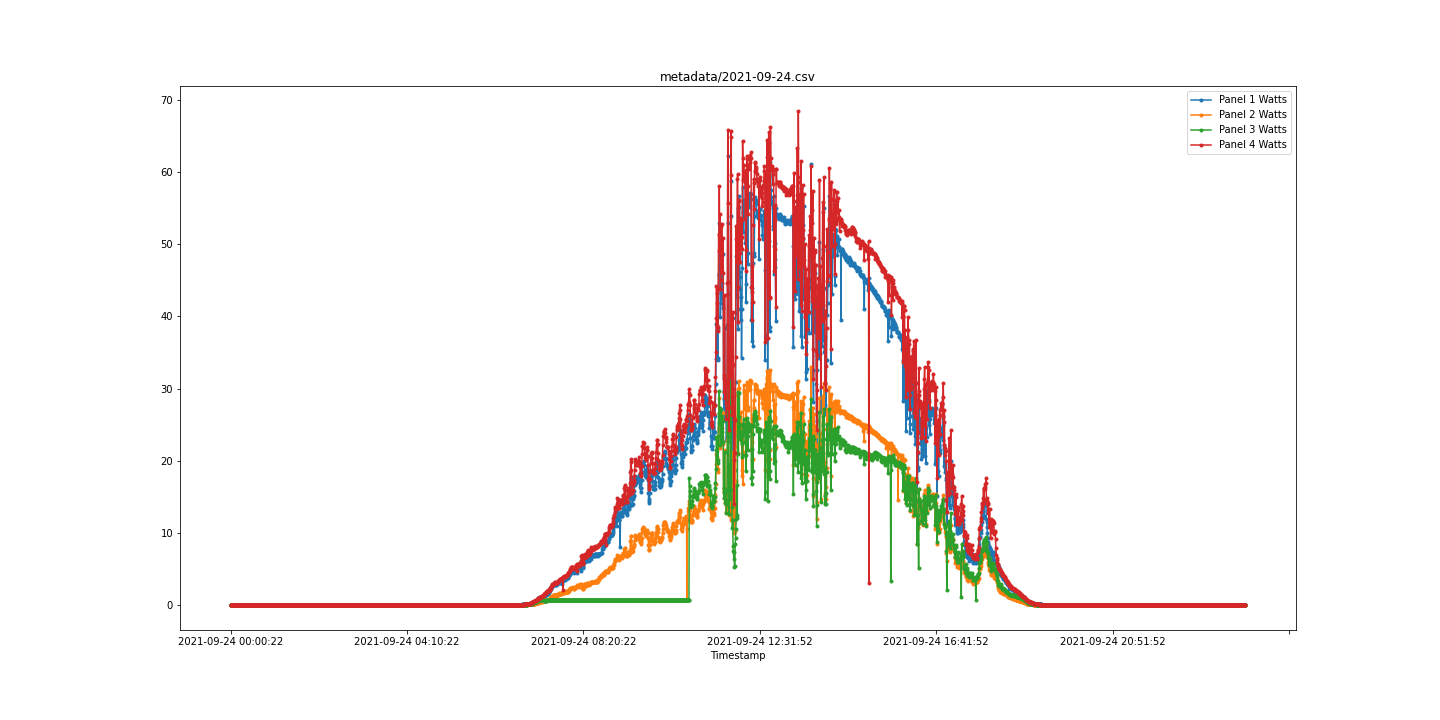 metadata/2021-09-24.csv
Panel 1 Watts
Panel 2 Watts
Panel 3 Watts
Panel 4 Watts
70
60
50
40
30
20
10
0
2021-09-24 00:00:22 2021-09-24 04:10:22 2021-09-24 08:20:22 2021-09-24 12:31:52 2021-09-24 16:41:52 2021-09-24 20:51:52
Timestamp